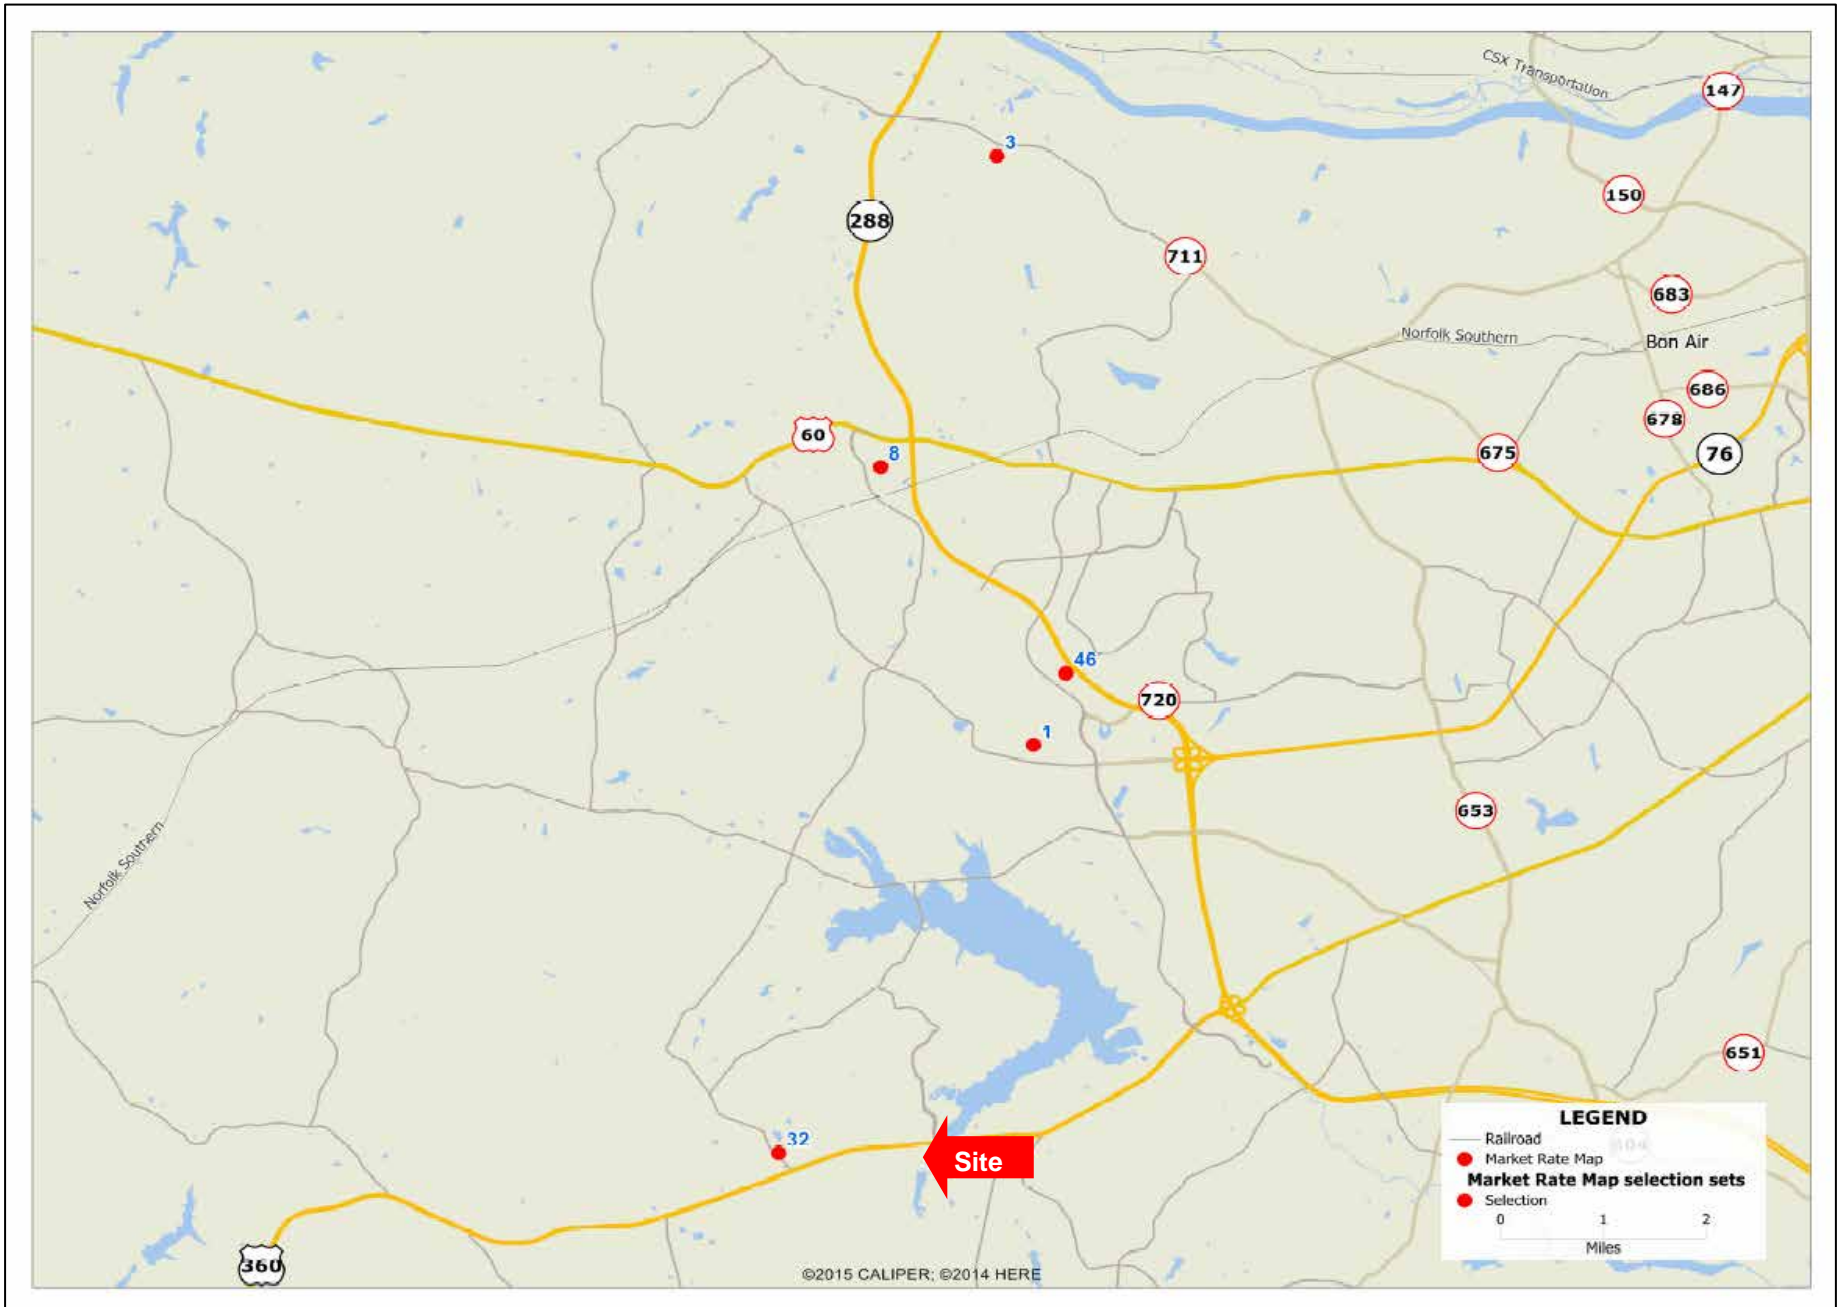 CSX Transportation
147
3
150
288
711
683
Norfolk Southern
Bon Air
686
678
60
675
76
8
46
720
1
653
Norfolk Southern
651
32
Site
LEGEND
Railroad
Market Rate Map
Market Rate Map selection sets
Selection
0 1 2
Miles
360
©2015 CALIPER; ©2014 HERE